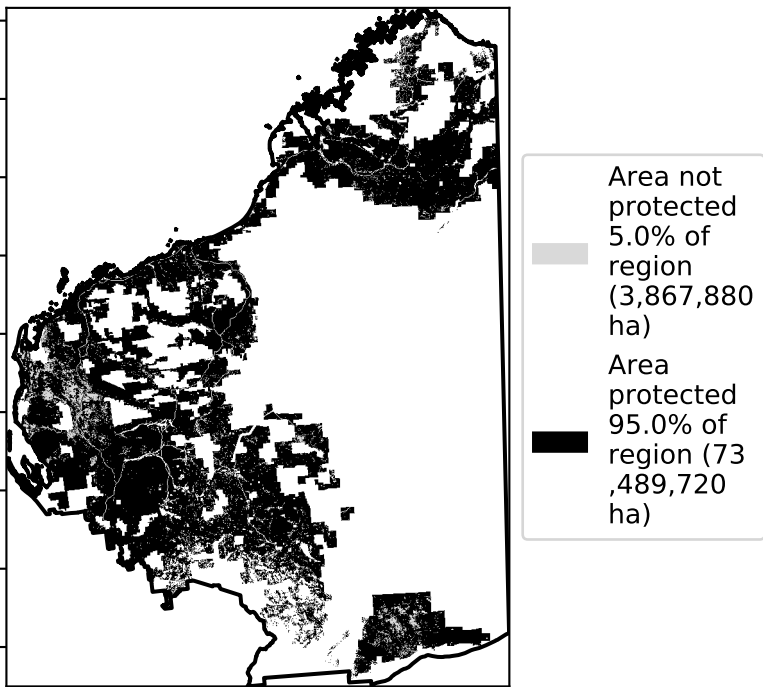 Area not
protected
5.0% of
region
(3,867,880
ha)
Area
protected
95.0% of
region (73
,489,720
ha)